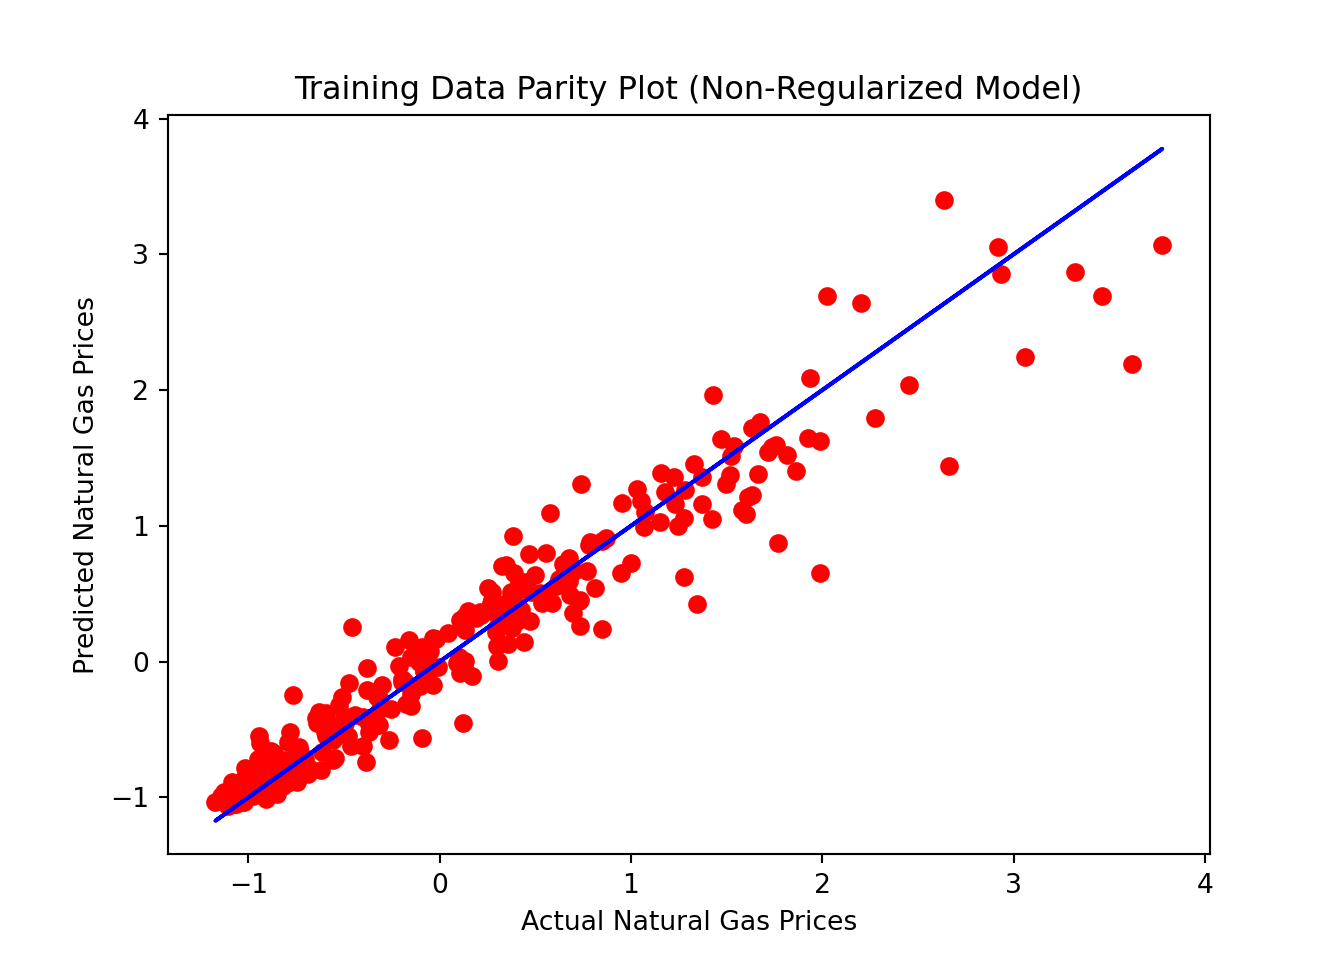 Training Data Parity Plot (Non-Regularized Model)
4
3
2
1
0
−1
Predicted Natural Gas Prices
−1 0 1 2 3 4
Actual Natural Gas Prices